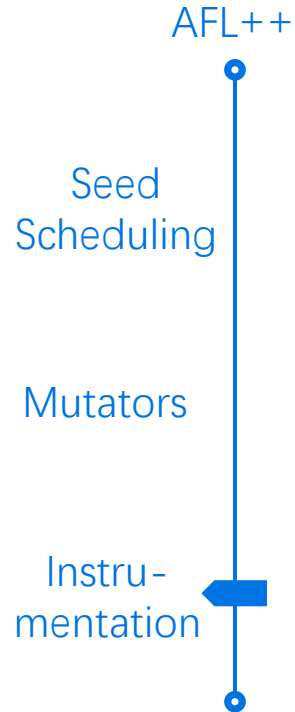 AFL++
Seed
Scheduling
Mutators
Instru-
mentation